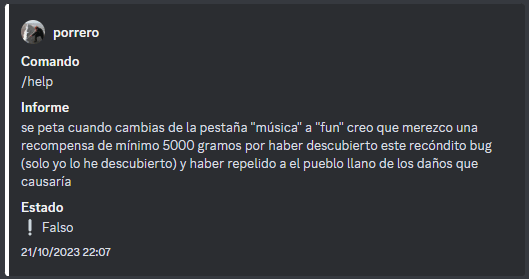 porrero
Comando
/help
Informe
se peta cuando cambias de la pestaña "música" a "fun" creo que merezco una
recompensa de mínimo 5000 gramos por haber descubierto este recóndito bug
(solo yo lo he descubierto) y haber repelido a el pueblo llano de los daños que
causaría
Estado
❗ Falso
21/10/2023 22:07